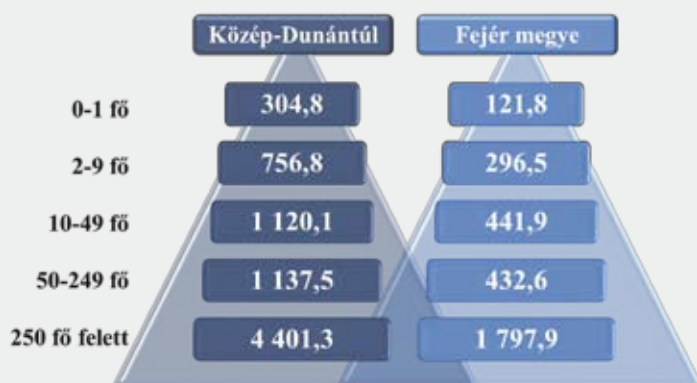 Közép-Dunántúl Fejér megye
0-1 fő 304,8 121,8
2-9 fő 756,8 296,5
10-49 fő 1 120,1 441,9
50-249 fő 1 137,5 432,6
250 fő felett 4 401,3 1 797,9